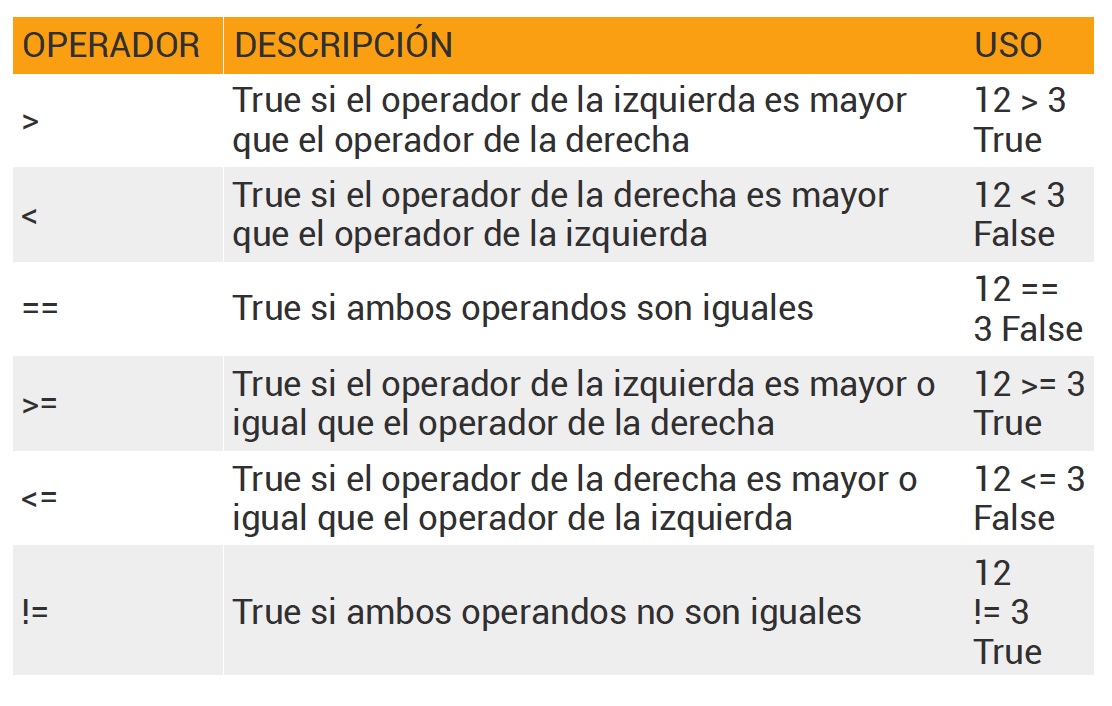 OPERADOR DESCRIPCIÓN USO
>
True si el operador de la izquierda es mayor
que el operador de la derecha
12 > 3
True
<
True si el operador de la derecha es mayor
que el operador de la izquierda
12 < 3
False
==
True si ambos operandos son iguales
12 ==
3 False
>=
True si el operador de la izquierda es mayor o
igual que el operador de la derecha
12 >= 3
True
<=
True si el operador de la derecha es mayor o
igual que el operador de la izquierda
12 <= 3
False
!=
True si ambos operandos no son iguales
12
!= 3
True